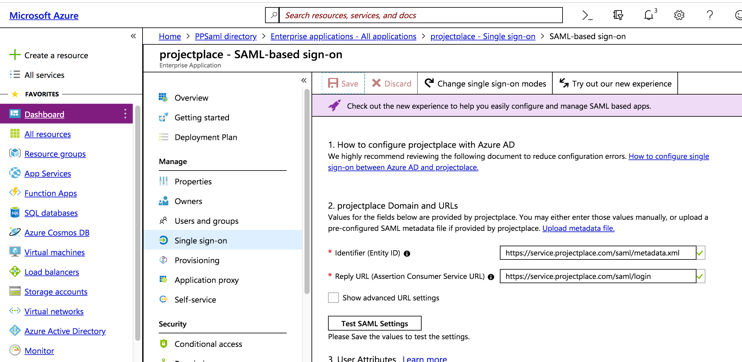 Microsoft Azure
Search resources, services, and docs
3
Home > PPSaml directory > Enterprise applications - All applications > projectplace - Single sign-on > SAML-based sign-on
projectplace - SAML-based sign-on
Enterprise Application
Create a resource
All services
FAVORITES
Dashboard
All resources
Resource groups
App Services
Function Apps
SQL databases
Azure Cosmos DB
Virtual machines
Load balancers
Storage accounts
Virtual networks
Azure Active Directory
Monitor
Overview
Getting started
Deployment Plan
Manage
Properties
Owners
Users and groups
Single sign-on
Provisioning
Application proxy
Self-service
Security
Conditional access
Save
Discard
Change single sign-on modes
Try out our new experience
Check out the new experience to help you easily configure and manage SAML based apps.
1. How to configure projectplace with Azure AD
We highly recommend reviewing the following document to reduce configuration errors. How to configure single
sign-on between Azure AD and projectplace.
2. projectplace Domain and URLs
Values for the fields below are provided by projectplace. You may either enter those values manually, or upload a
pre-configured SAML metadata file if provided by projectplace. Upload metadata file.
* Identifier (Entity ID)
https://service.projectplace.com/saml/metadata.xml
* Reply URL (Assertion Consumer Service URL)
https://service.projectplace.com/saml/login
Show advanced URL settings
Test SAML Settings
Please Save the values to test the settings.
3. User Attributes Learn more